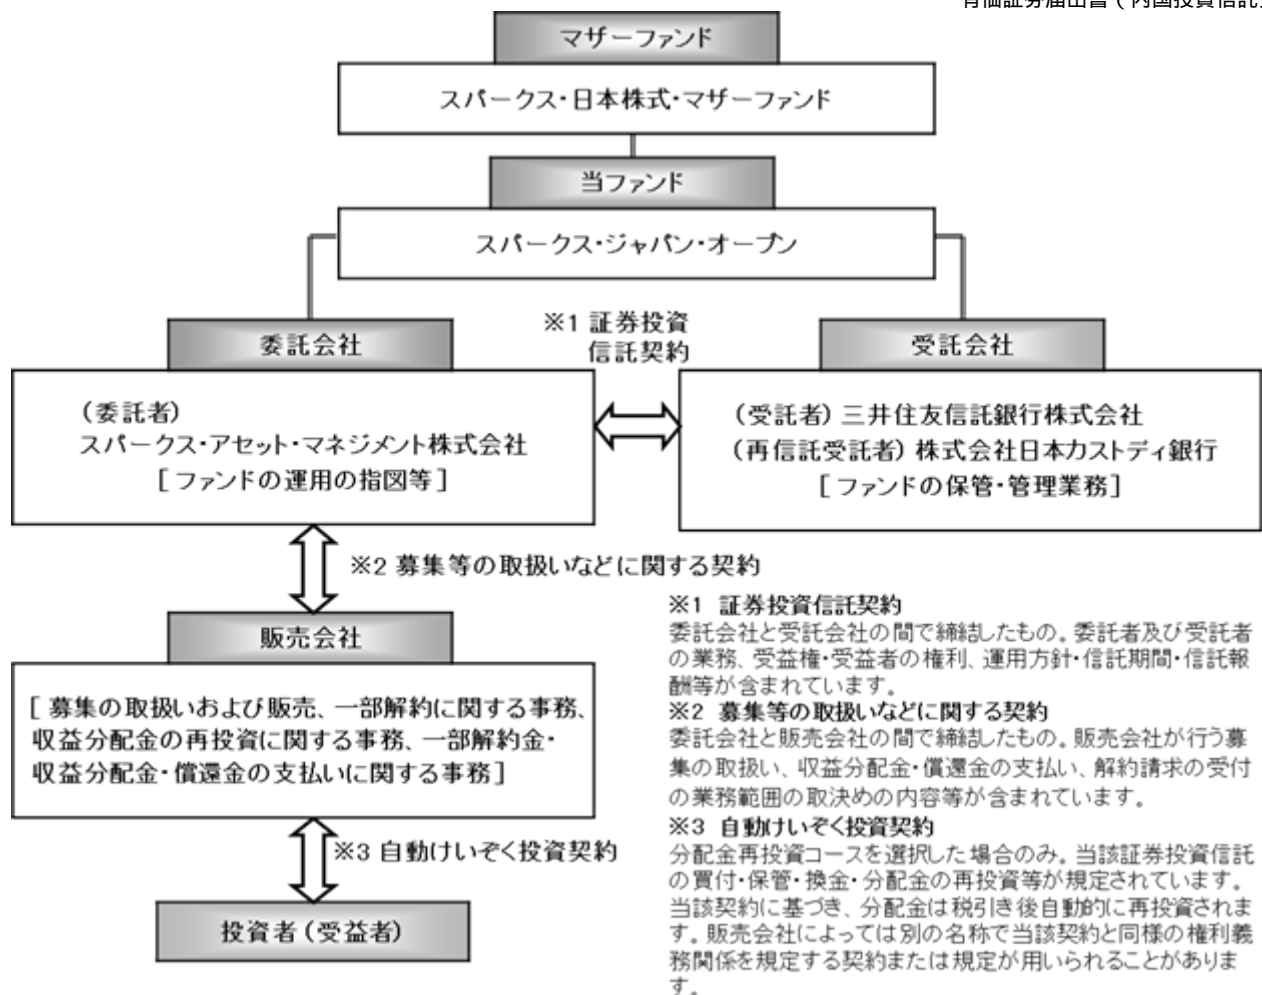 有価証券届出書（内国投資信託
マザーファンド
スパークス・日本株式・マザーファンド
当ファンド
スパークス・ジャパン・オープン
※1 証券投資
信託契約
委託会社
受託会社
（委託者）
スパークス・アセット・マネジメント株式会社
［ファンドの運用の指図等］
（受託者）三井住友信託銀行株式会社
（再信託受託者）株式会社日本カストディ銀行
［ファンドの保管・管理業務］
※2 募集等の取扱いなどに関する契約
販売会社
［募集の取扱いおよび販売、一部解約に関する事務、
収益分配金の再投資に関する事務、一部解約金・
収益分配金・償還金の支払いに関する事務］
※3 自動けいぞく投資契約
投資者（受益者）
※1 証券投資信託契約
委託会社と受託会社の間で締結したもの。委託者及び受託者
の業務、受益権・受益者の権利、運用方針・信託期間・信託報
酬等が含まれています。
※2 募集等の取扱いなどに関する契約
委託会社と販売会社の間で締結したもの。販売会社が行う募
集の取扱い、収益分配金・償還金の支払い、解約請求の受付
の業務範囲の取決めの内容等が含まれています。
※3 自動けいぞく投資契約
分配金再投資コースを選択した場合のみ。当該証券投資信託
の買付・保管・換金・分配金の再投資等が規定されています。
当該契約に基づき、分配金は税引き後自動的に再投資されま
す。販売会社によっては別の名称で当該契約と同様の権利義
務関係を規定する契約または規定が用いられることがありま
す。